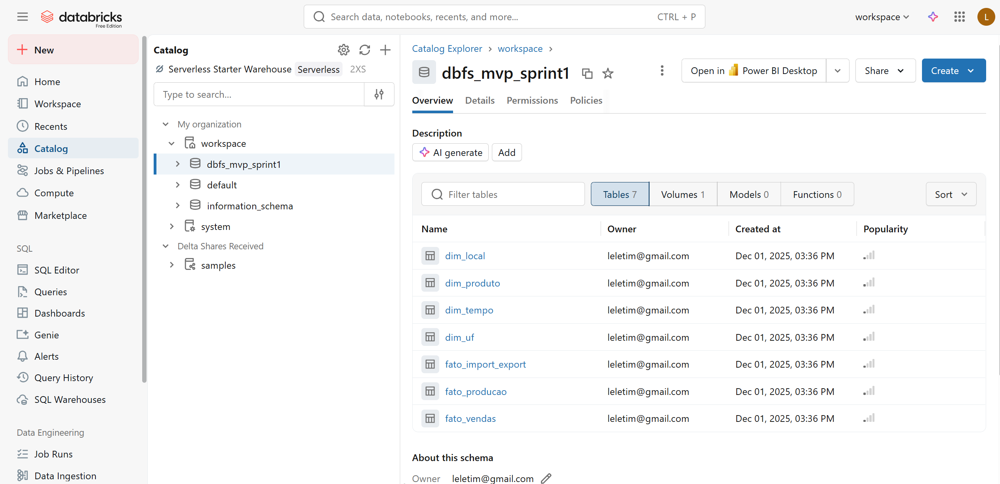 databricks
Free Edition
Search data, notebooks, recents, and more...
CTRL + P
workspace
L
New
Home
Workspace
Recents
Catalog
Jobs & Pipelines
Compute
Marketplace
SQL
SQL Editor
Queries
Dashboards
Genie
Alerts
Query History
SQL Warehouses
Data Engineering
Job Runs
Data Ingestion
Catalog
Serverless Starter Warehouse Serverless 2XS
Type to search...
My organization
workspace
dbfs_mvp_sprint1
default
information_schema
system
Delta Shares Received
samples
Catalog Explorer > workspace >
dbfs_mvp_sprint1
Open in Power BI Desktop
Share
Create
Overview Details Permissions Policies
Description
AI generate Add
Filter tables
Tables 7 Volumes 1 Models 0 Functions 0
Sort
Name Owner Created at Popularity
dim_local leletim@gmail.com Dec 01, 2025, 03:36 PM
dim_produto leletim@gmail.com Dec 01, 2025, 03:36 PM
dim_tempo leletim@gmail.com Dec 01, 2025, 03:36 PM
dim_uf leletim@gmail.com Dec 01, 2025, 03:36 PM
fato_import_export leletim@gmail.com Dec 01, 2025, 03:36 PM
fato_producao leletim@gmail.com Dec 01, 2025, 03:36 PM
fato_vendas leletim@gmail.com Dec 01, 2025, 03:36 PM
About this schema
Owner leletim@gmail.com